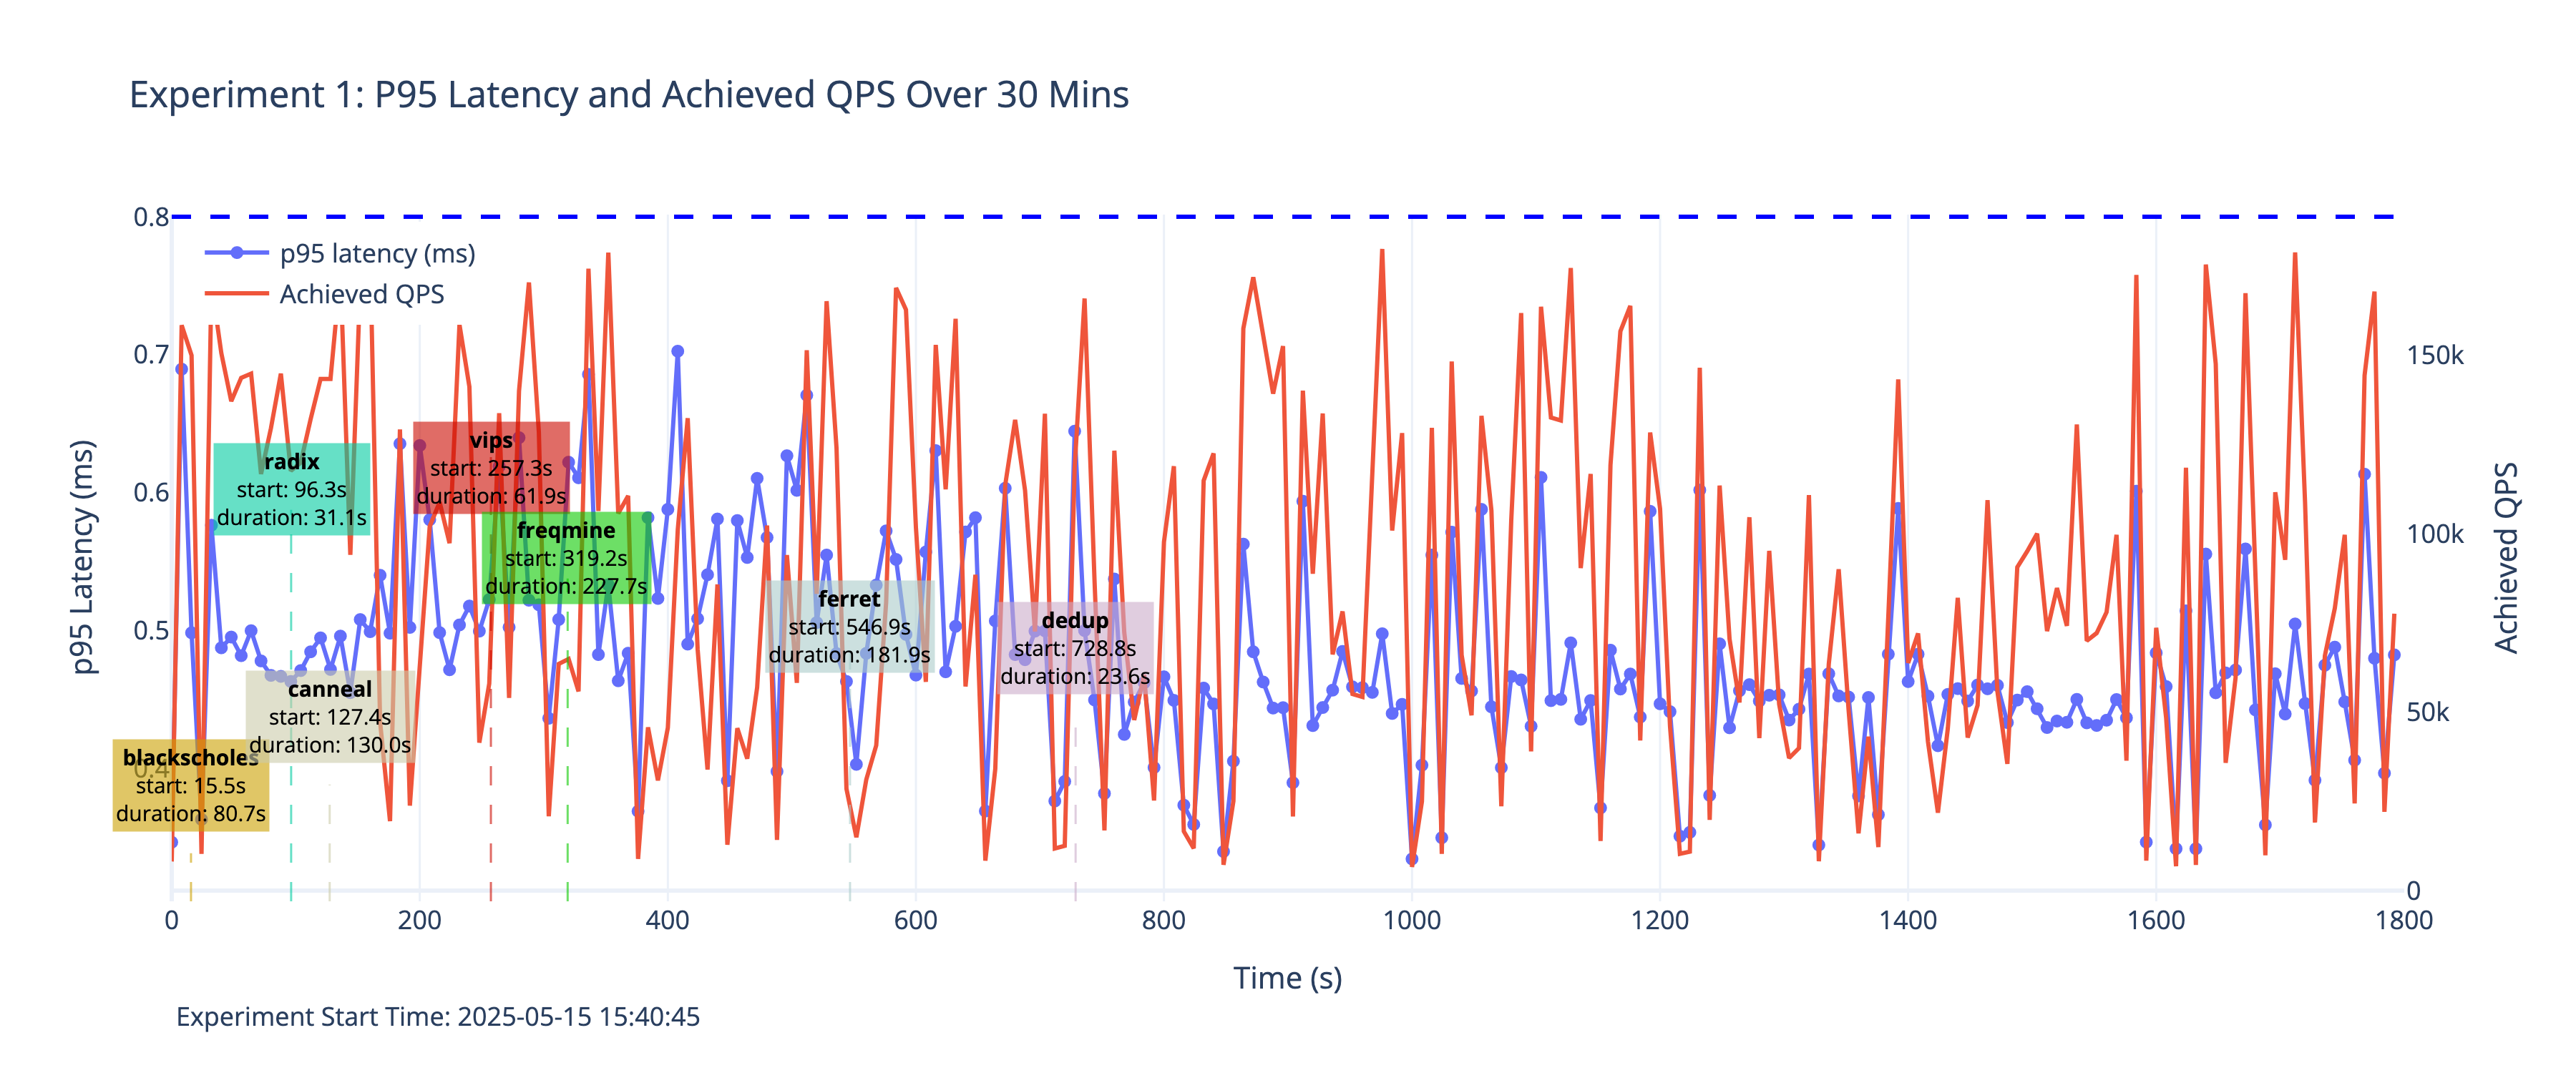 Experiment 1: P95 Latency and Achieved QPS Over 30 Mins
p95 latency (ms)
Achieved QPS
p95 Latency (ms)
0.8
0.7
0.6
0.5
0.4
Achieved QPS
150k
100k
50k
0
radix
start: 96.3s
duration: 31.1s
vips
start: 257.3s
duration: 61.9s
freqmine
start: 319.2s
duration: 227.7s
ferret
start: 546.9s
duration: 181.9s
dedup
start: 728.8s
duration: 23.6s
canneal
start: 127.4s
duration: 130.0s
blackscholes
start: 15.5s
duration: 80.7s
0
200
400
600
800
1000
1200
1400
1600
1800
Time (s)
Experiment Start Time: 2025-05-15 15:40:45